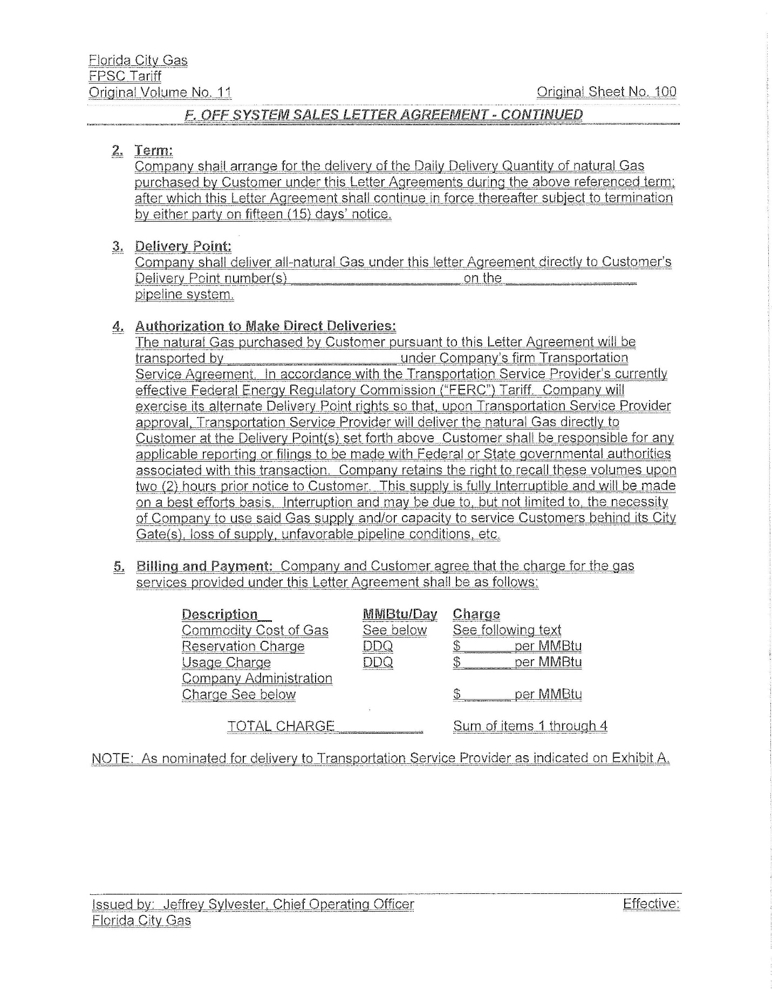 Florida City Gas
FPSC Tariff
Original Volume No. 11 Original Sheet No. 100
F. OFF SYSTEM SALES LETTER AGREEMENT - CONTINUED
2. Term:
Company shall arrange for the delivery of the Daily Delivery Quantity of natural Gas
purchased by Customer under this Letter Agreements during the above referenced term;
after which this Letter Agreement shall continue in force thereafter subject to termination
by either party on fifteen (15) days' notice.
3. Delivery Point:
Company shall deliver all-natural Gas under this letter Agreement directly to Customer's
Delivery Point number(s) ______________________ on the _________________
pipeline system.
4. Authorization to Make Direct Deliveries:
The natural Gas purchased by Customer pursuant to this Letter Agreement will be
transported by ______________________ under Company's firm Transportation
Service Agreement. In accordance with the Transportation Service Provider's currently
effective Federal Energy Regulatory Commission ("FERC") Tariff. Company will
exercise its alternate Delivery Point rights so that, upon Transportation Service Provider
approval, Transportation Service Provider will deliver the natural Gas directly to
Customer at the Delivery Point(s) set forth above Customer shall be responsible for any
applicable reporting or filings to be made with Federal or State governmental authorities
associated with this transaction. Company retains the right to recall these volumes upon
two (2) hours prior notice to Customer. This supply is fully Interruptible and will be made
on a best efforts basis. Interruption and may be due to, but not limited to, the necessity
of Company to use said Gas supply and/or capacity to service Customers behind its City
Gate(s), loss of supply, unfavorable pipeline conditions, etc.
5. Billing and Payment: Company and Customer agree that the charge for the gas
services provided under this Letter Agreement shall be as follows:
Description__ MMBtu/Day Charge
Commodity Cost of Gas See below See following text
Reservation Charge DDQ $______ per MMBtu
Usage Charge DDQ $______ per MMBtu
Company Administration
Charge See below $______ per MMBtu
TOTAL CHARGE ___________ Sum of items 1 through 4
NOTE: As nominated for delivery to Transportation Service Provider as indicated on Exhibit A.
Issued by: Jeffrey Sylvester, Chief Operating Officer Effective:
Florida City Gas